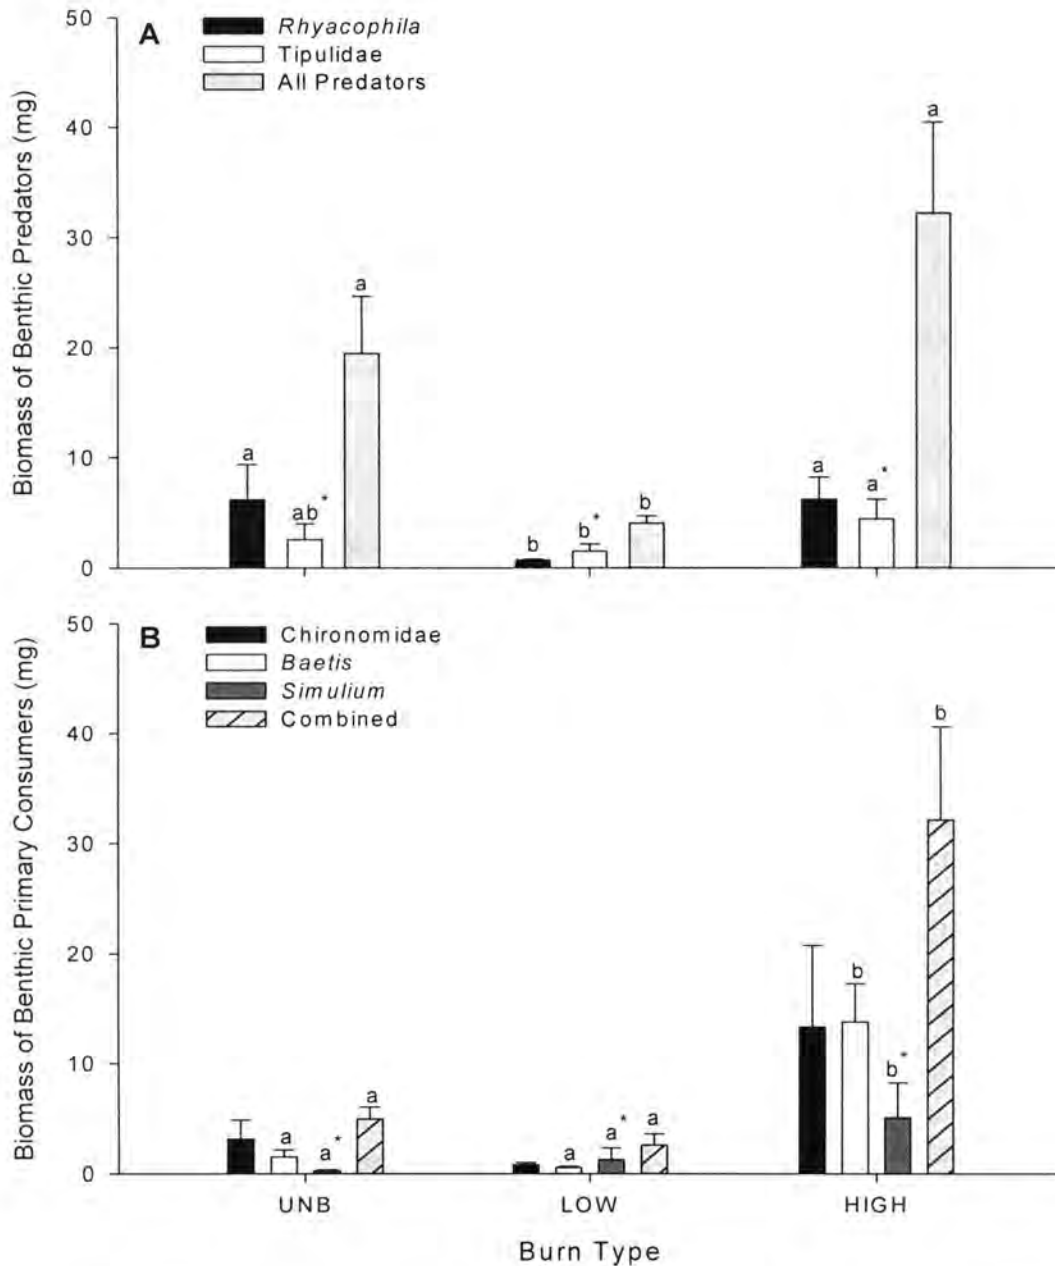 50
40
30
20
10
0
Biomass of Benthic Predators (mg)
A
Rhyacophila
Tipulidae
All Predators
a
ab*
a
b
b*
b
a
a*
a
50
40
30
20
10
0
Biomass of Benthic Primary Consumers (mg)
B
Chironomidae
Baetis
Simulium
Combined
a
a*
a
a
a*
a
b
b*
b
UNB LOW HIGH
Burn Type